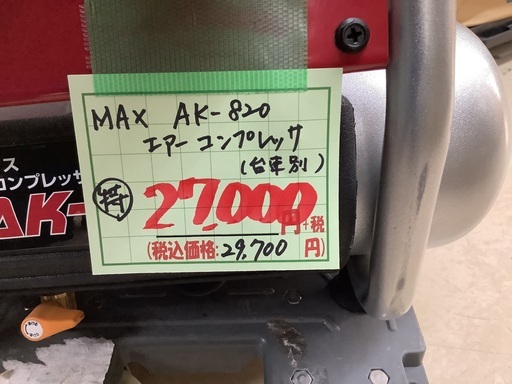 MAX AK-820
エアーコンプレッサ
(台車別)
特 27,000円+税
(税込価格:29,700円)
ス
コンプレッサ
AK-